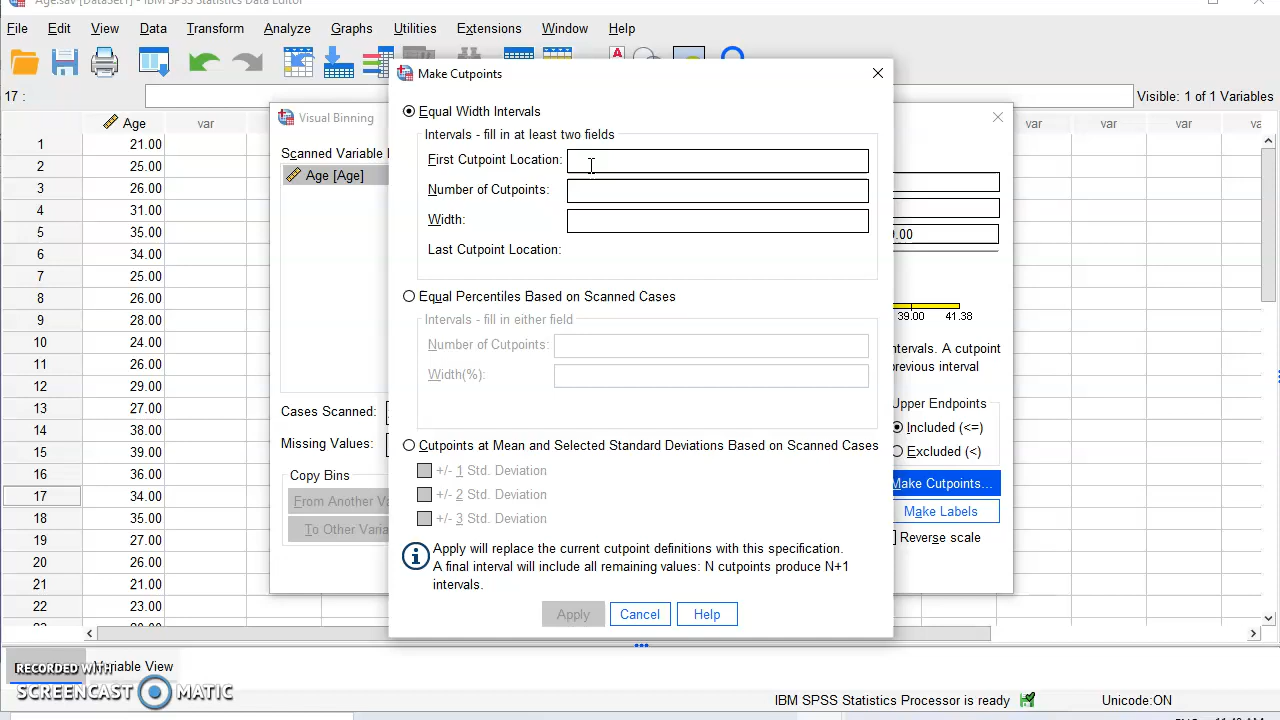 Age.sav [DataSet1] - IBM SPSS Statistics Data Editor
File Edit View Data Transform Graphs Analyze Utilities Extensions Window Help
17 :
Visible: 1 of 1 Variables
Age var var var var va
1 21.00
2 25.00
3 26.00
4 31.00
5 35.00
6 34.00
7 25.00
8 26.00
9 28.00
10 24.00
11 26.00
12 29.00
13 27.00
14 38.00
15 39.00
16 36.00
17 34.00
18 35.00
19 27.00
20 26.00
21 21.00
22 23.00
Visual Binning
Scanned Variable
Age [Age]
Cases Scanned:
Missing Values:
Copy Bins
From Another Va
To Other Varia
Make Cutpoints
Equal Width Intervals
Intervals - fill in at least two fields
First Cutpoint Location:
Number of Cutpoints:
Width:
Last Cutpoint Location:
Equal Percentiles Based on Scanned Cases
Intervals - fill in either field
Number of Cutpoints:
Width(%):
Cutpoints at Mean and Selected Standard Deviations Based on Scanned Cases
+/- 1 Std. Deviation
+/- 2 Std. Deviation
+/- 3 Std. Deviation
Apply will replace the current cutpoint definitions with this specification.
A final interval will include all remaining values: N cutpoints produce N+1
intervals.
Apply Cancel Help
.00
39.00 41.38
ntervals. A cutpoint
previous interval
Upper Endpoints
Included (<=)
Excluded (<)
Make Cutpoints...
Make Labels
Reverse scale
RECORDED WITH
SCREENCAST MATIC
Variable View
IBM SPSS Statistics Processor is ready
Unicode:ON